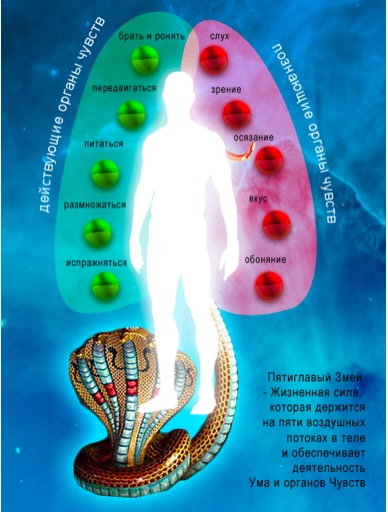 действующие органы чувств
брать и ронять
передвигаться
питаться
размножаться
испражняться
познающие органы чувств
слух
зрение
осязание
вкус
обоняние
Пятиглавый Змей
- Жизненная сила,
которая держится
на пяти воздушных
потоках в теле
и обеспечивает
деятельность
Ума и органов Чувств